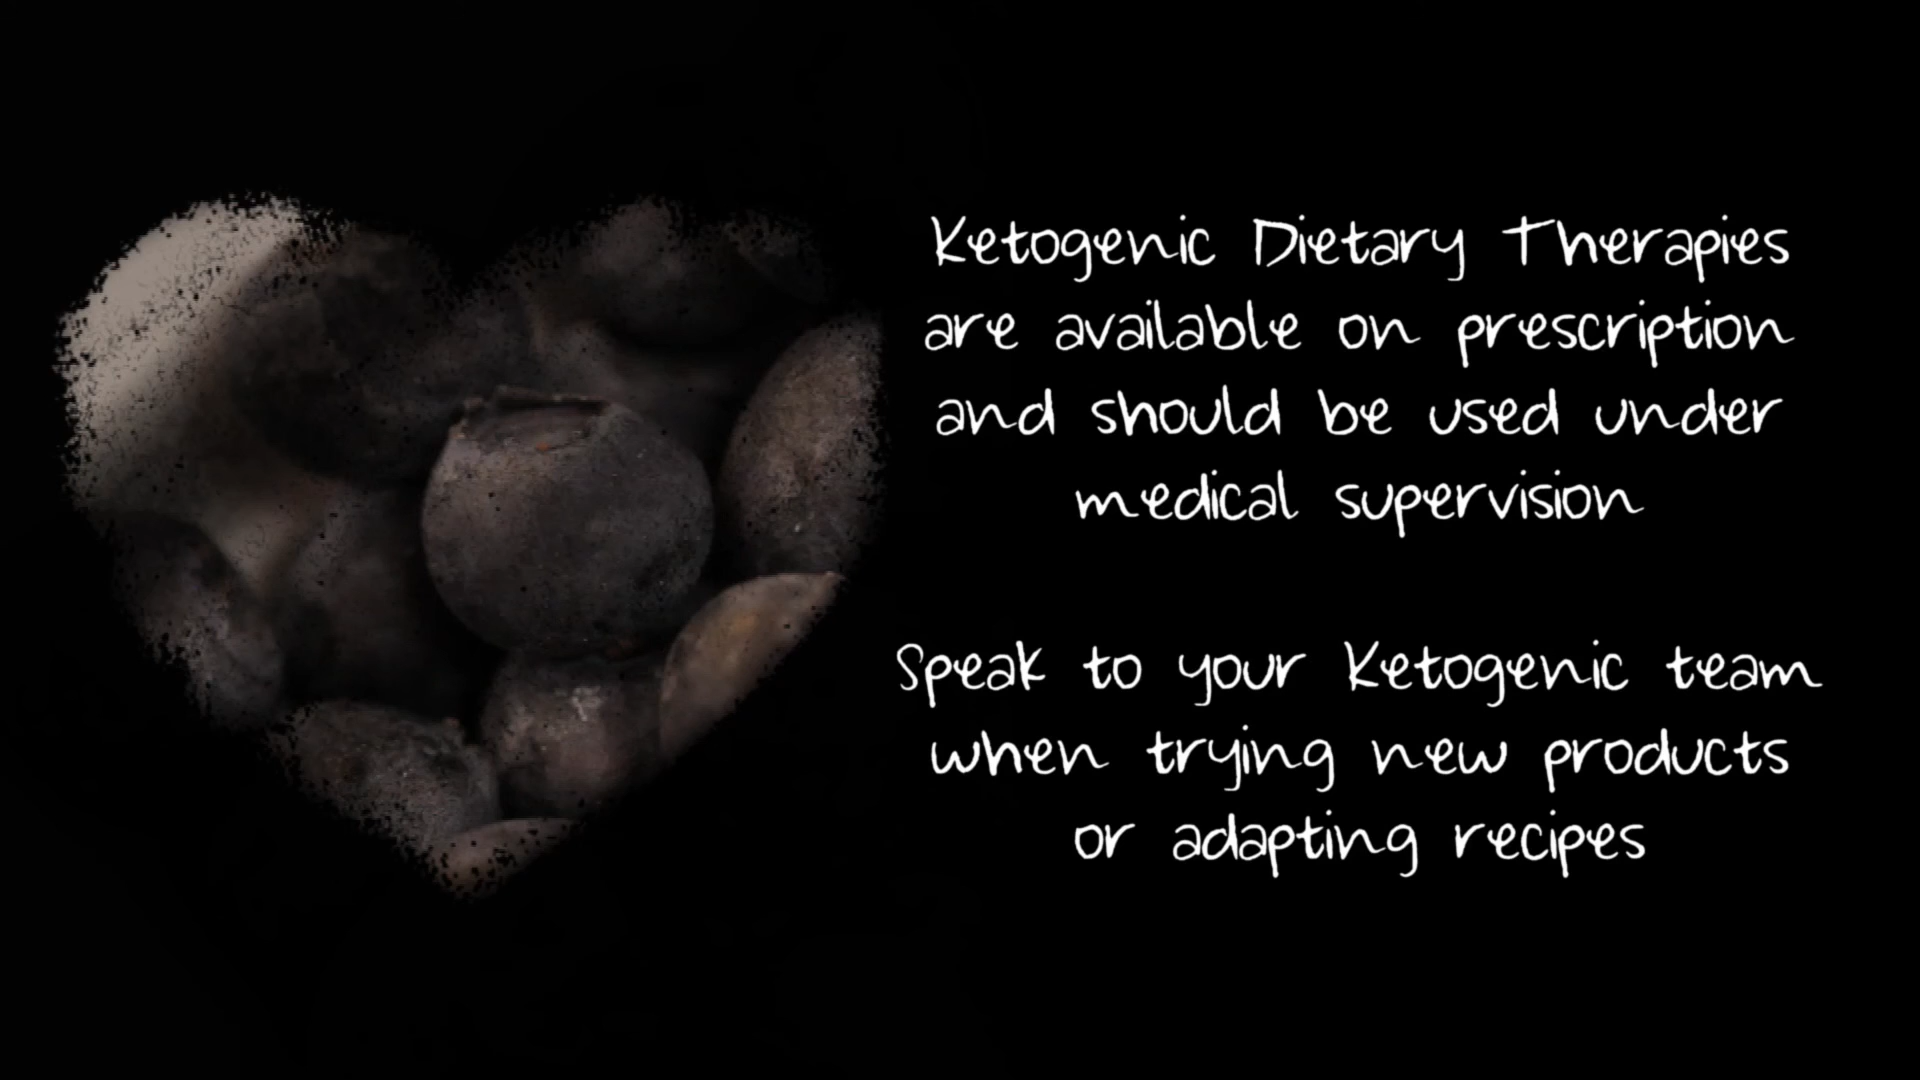 Ketogenic Dietary Therapies
are available on prescription
and should be used under
medical supervision
Speak to your Ketogenic team
when trying new products
or adapting recipes